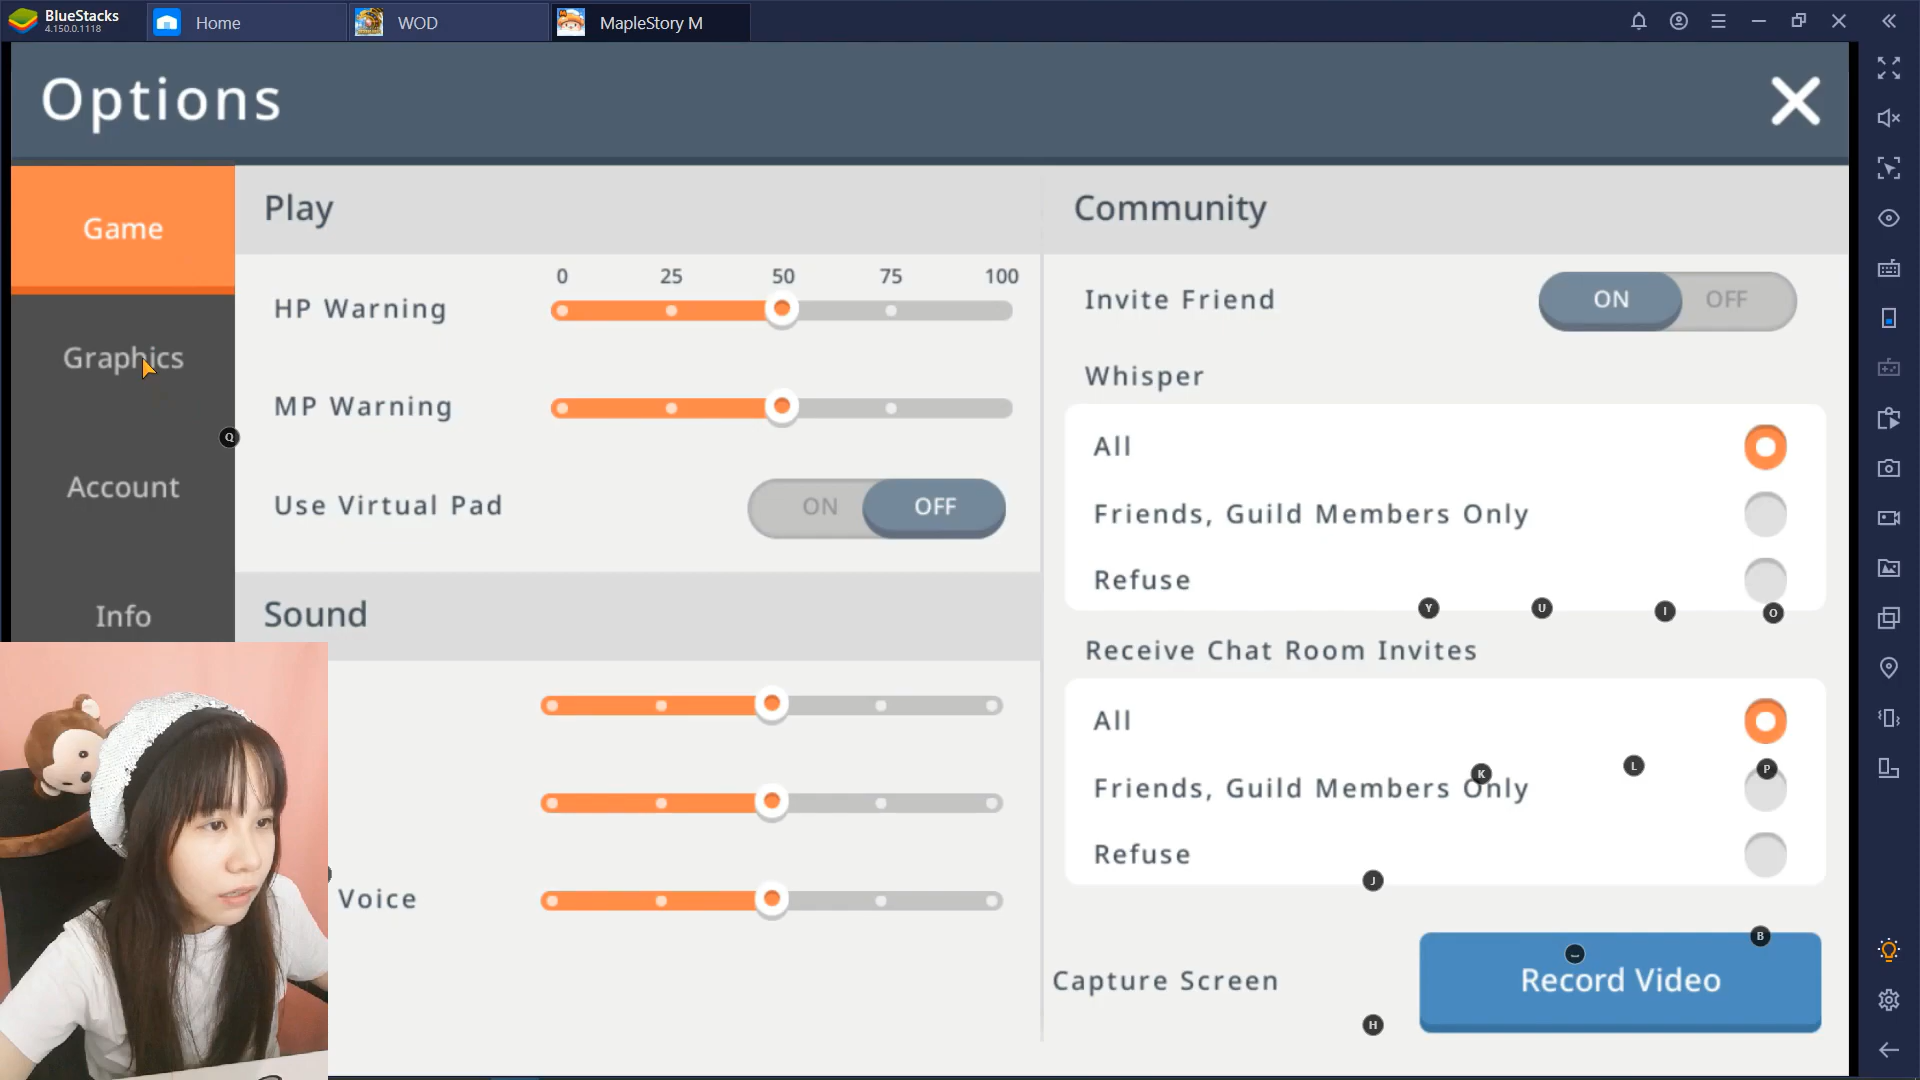 BlueStacks
4.150.0.1118
Home
WOD
MapleStory M
Options
Game
Graphics
Account
Info
Q
Play
0 25 50 75 100
HP Warning
MP Warning
Use Virtual Pad
ON OFF
Sound
Voice
Community
Invite Friend
ON OFF
Whisper
All
Friends, Guild Members Only
Refuse
Y U I O
Receive Chat Room Invites
All
K L P
Friends, Guild Members Only
Refuse
J
B
Capture Screen
Record Video
H